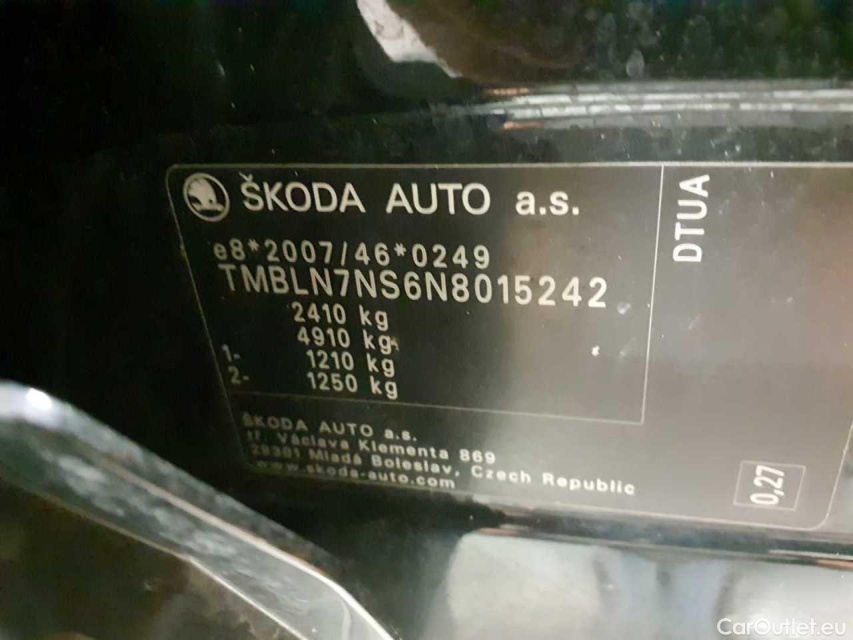 ŠKODA AUTO a.s.
e8*2007/46*0249
TMBLN7NS6N8015242
2410 kg
4910 kg
1- 1210 kg
2- 1250 kg
ŠKODA AUTO a.s.
tř. Václava Klementa 869
29301 Mladá Boleslav, Czech Republic
www.skoda-auto.com
DTUA
0,27
CarOutlet.eu